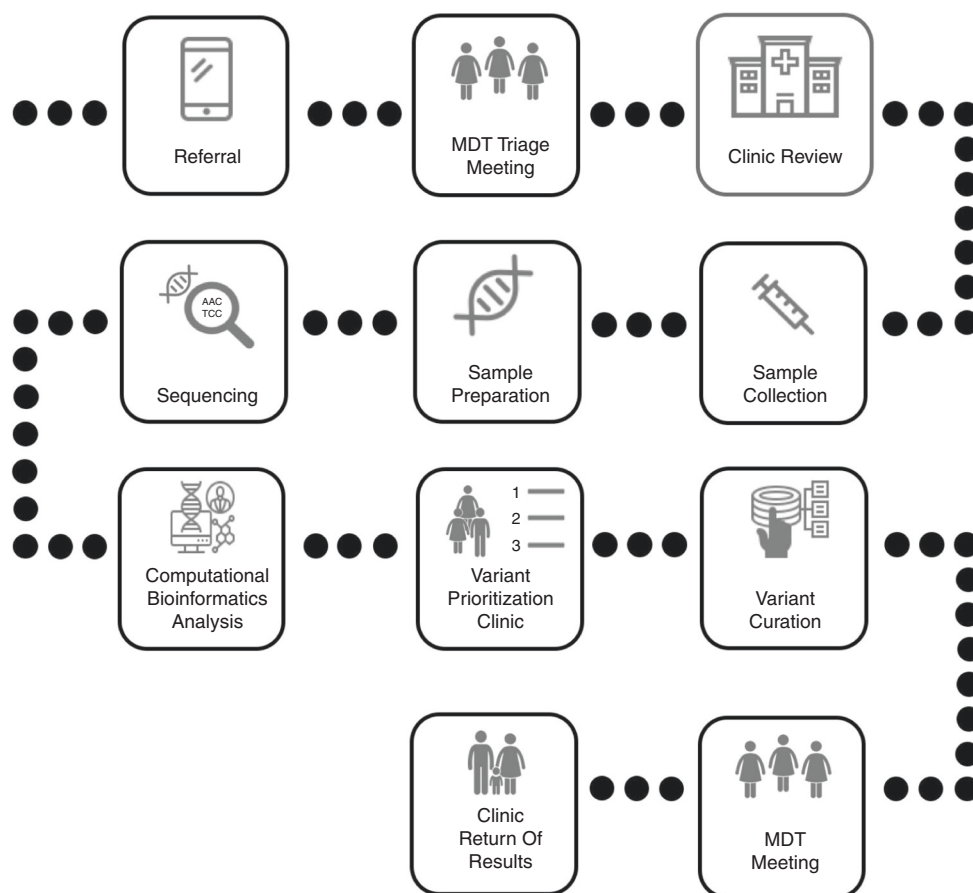 Referral
MDT Triage
Meeting
Clinic Review
AAC
TCC
Sequencing
Sample
Preparation
Sample
Collection
Computational
Bioinformatics
Analysis
1
2
3
Variant
Prioritization
Clinic
Variant
Curation
Clinic
Return Of
Results
MDT
Meeting